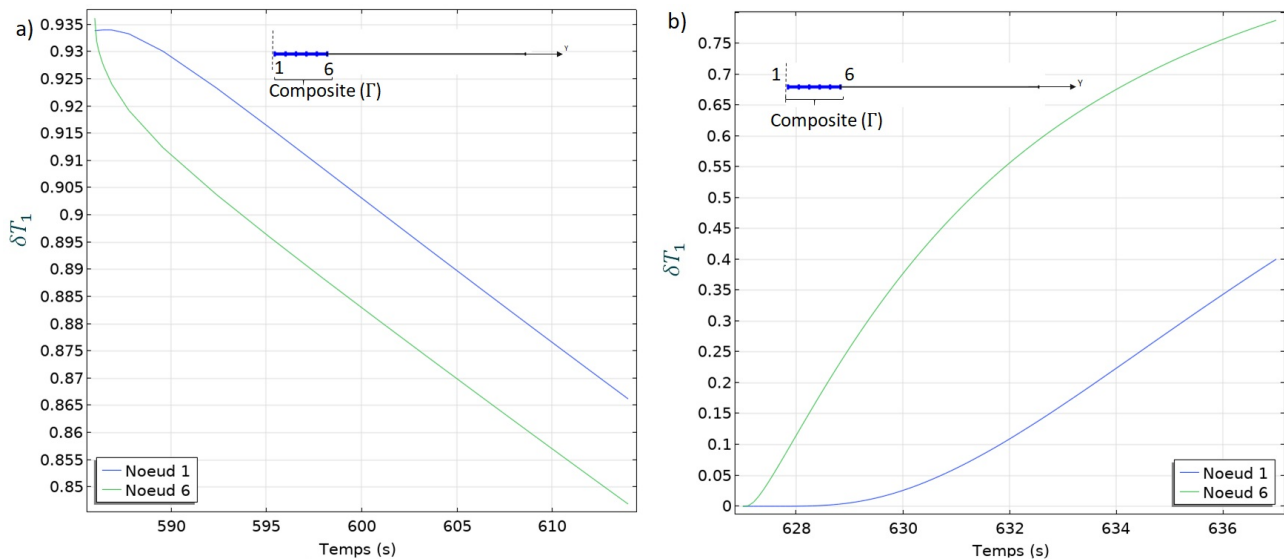 a)
0.935
0.93
0.925
0.92
0.915
0.91
0.905
0.9
0.895
0.89
0.885
0.88
0.875
0.87
0.865
0.86
0.855
0.85
δT₁
Y
1 6
Composite (Γ)
Noeud 1
Noeud 6
590 595 600 605 610
Temps (s)
b)
0.75
0.7
0.65
0.6
0.55
0.5
0.45
0.4
0.35
0.3
0.25
0.2
0.15
0.1
0.05
0
δT₁
1 6
Y
Composite (Γ)
Noeud 1
Noeud 6
628 630 632 634 636
Temps (s)